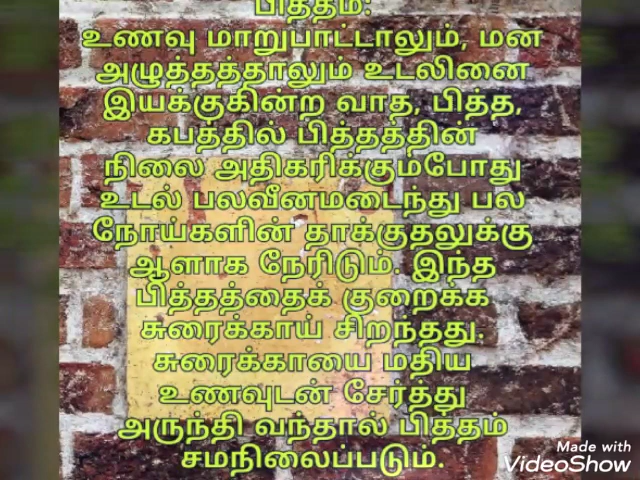 பித்தம்:
உணவு மாறுபாட்டாலும், மன
அழுத்தத்தாலும் உடலினை
இயக்குகின்ற வாத, பித்த,
கபத்தில் பித்தத்தின்
நிலை அதிகரிக்கும்போது
உடல் பலவீனமடைந்து பல
நோய்களின் தாக்குதலுக்கு
ஆளாக நேரிடும். இந்த
பித்தத்தைக் குறைக்க
சுரைக்காய் சிறந்தது.
சுரைக்காயை மதிய
உணவுடன் சேர்த்து
அருந்தி வந்தால் பித்தம்
சமநிலைப்படும்.
Made with
VideoShow